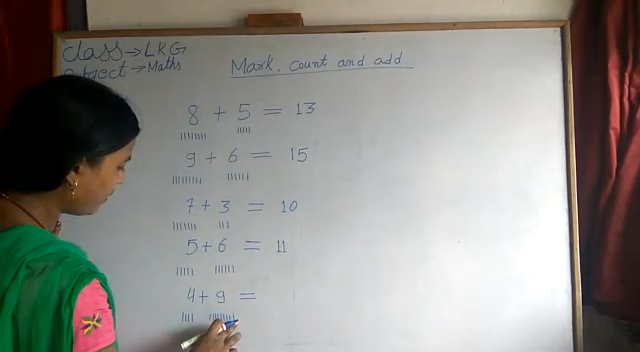 Class → LKG
Subject → Maths
Mark, count and add
8 + 5 = 13
9 + 6 = 15
7 + 3 = 10
5 + 6 = 11
4 + 9 =